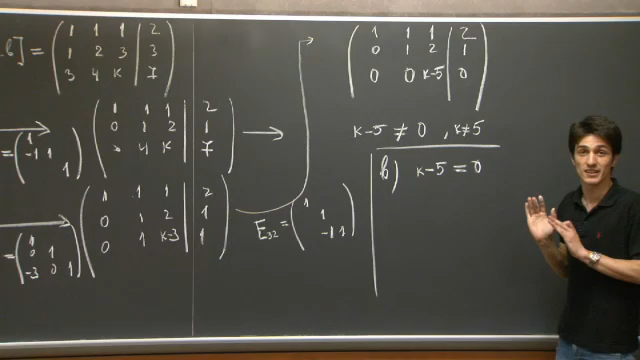 b] = ( 1 1 1 | 2
1 2 3 | 3
3 4 k | 7 )
= ( 1
-1 1
1 )
( 1 1 1 | 2
0 1 2 | 1
4 k | 7 )
= ( 1
0 1
-3 0 1 )
( 1 1 1 | 2
0 1 2 | 1
0 1 k-3 | 1 )
E32 = ( 1
1
-1 1 )
( 1 1 1 | 2
0 1 2 | 1
0 0 k-5 | 0 )
k-5 ≠ 0 , k≠5
b) k-5 = 0